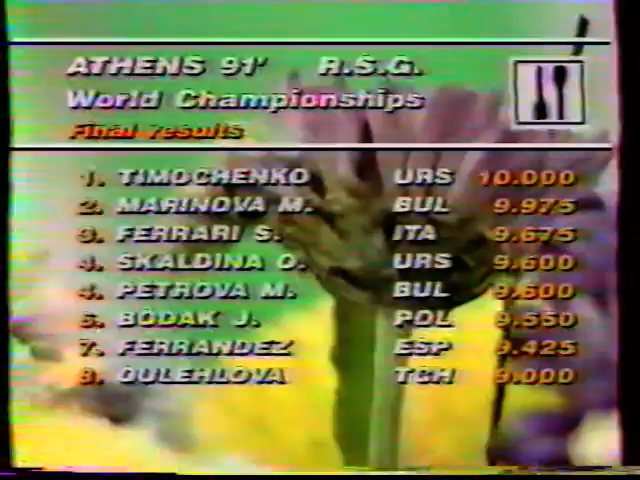 ATHENS 91' R.S.G.
World Championships
Final results
1. TIMOCHENKO URS 10.000
2. MARINOVA M. BUL 9.975
3. FERRARI S. ITA 9.675
4. SKALDINA O. URS 9.600
4. PETROVA M. BUL 9.600
6. BODAK J. POL 9.550
7. FERRANDEZ ESP 9.425
8. OULEHLOVA TCH 9.000